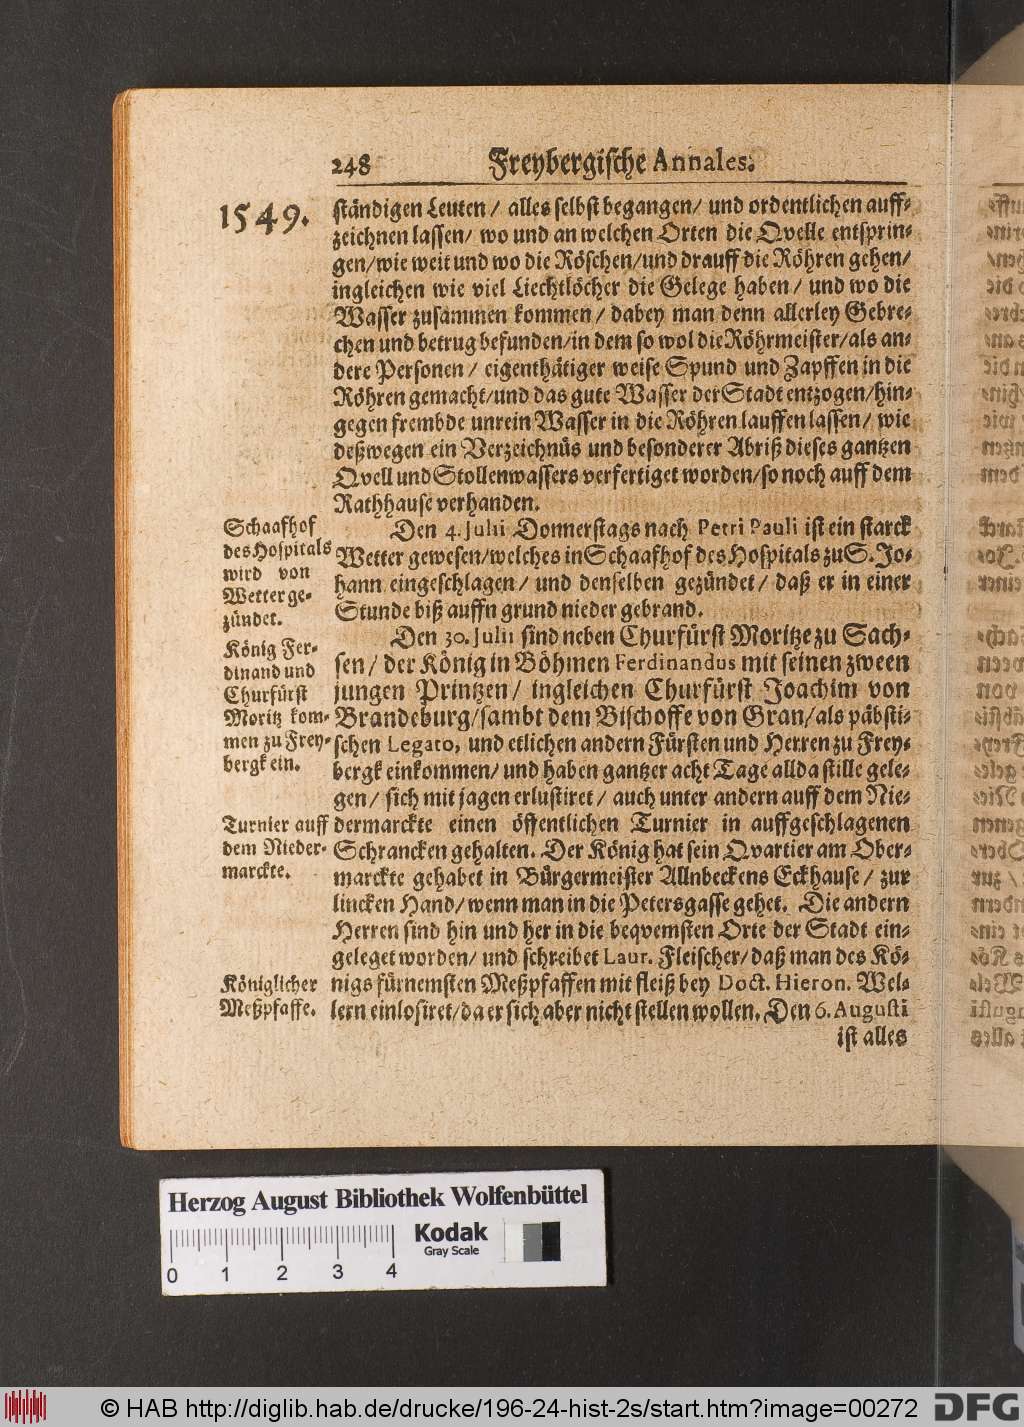 248 Freybergische Annales.
1549.
ständigen Leuten / alles selbst begangen / und ordentlichen auff-
zeichnen lassen / wo und an welchen Orten die Qvelle entsprin-
gen / wie weit und wo die Röschen / und drauff die Röhren gehen /
ingleichen wie viel Liechtlöcher die Gelege haben / und wo die
Wasser zusammen kommen / dabey man denn allerley Gebre-
chen und betrug befunden / in dem so wol die Röhrmeister / als an-
dere Personen / eigenthätiger weise Spund und Zapffen in die
Röhren gemacht / und das gute Wasser der Stadt entzogen / hin-
gegen frembde unrein Wasser in die Röhren lauffen lassen / wie
deßwegen ein Verzeichnüs und besonderer Abriß dieses gantzen
Qvell und Stollenwassers verfertiget worden / so noch auff dem
Rathhause verhanden.
Schaafhof
des Hospitals
wird von
Wetter ge-
zündet.
Den 4. Julii Donnerstags nach Petri Pauli ist ein starck
Wetter gewesen / welches in Schaafhof des Hospitals zu S. Jo-
hann eingeschlagen / und denselben gezündet / daß er in einer
Stunde biß auffn grund nieder gebrand.
König Fer-
dinand und
Churfürst
Moritz kom-
men zu Frey-
bergk ein.
Den 30. Julii sind neben Churfürst Moritze zu Sach-
sen / der König in Böhmen Ferdinandus mit seinen zween
jungen Printzen / ingleichen Churfürst Joachim von
Brandeburg / sambt dem Bischoffe von Gran / als päbsti-
schen Legato, und etlichen andern Fürsten und Herren zu Frey-
bergk einkommen / und haben gantzer acht Tage allda stille gele-
gen / sich mit jagen erlustiret / auch unter andern auff dem Nie-
Turnier auff
dem Nieder-
marckte.
dermarckte einen öffentlichen Turnier in auffgeschlagenen
Schrancken gehalten. Der König hat sein Qvartier am Ober-
marckte gehabet in Bürgermeister Allnbeckens Eckhause / zur
lincken Hand / wenn man in die Petersgasse gehet. Die andern
Herren sind hin und her in die beqvemsten Orte der Stadt ein-
geleget worden / und schreibet Laur. Fleischer / daß man des Kö-
Königlicher
Meßpfaffe.
nigs fürnemsten Meßpfaffen mit fleiß bey Doct. Hieron. Wel-
lern einlosiret / da er sich aber nicht stellen wollen. Den 6. Augusti
ist alles
Herzog August Bibliothek Wolfenbüttel
Kodak
Gray Scale
0 1 2 3 4
© HAB http://diglib.hab.de/drucke/196-24-hist-2s/start.htm?image=00272
DFG